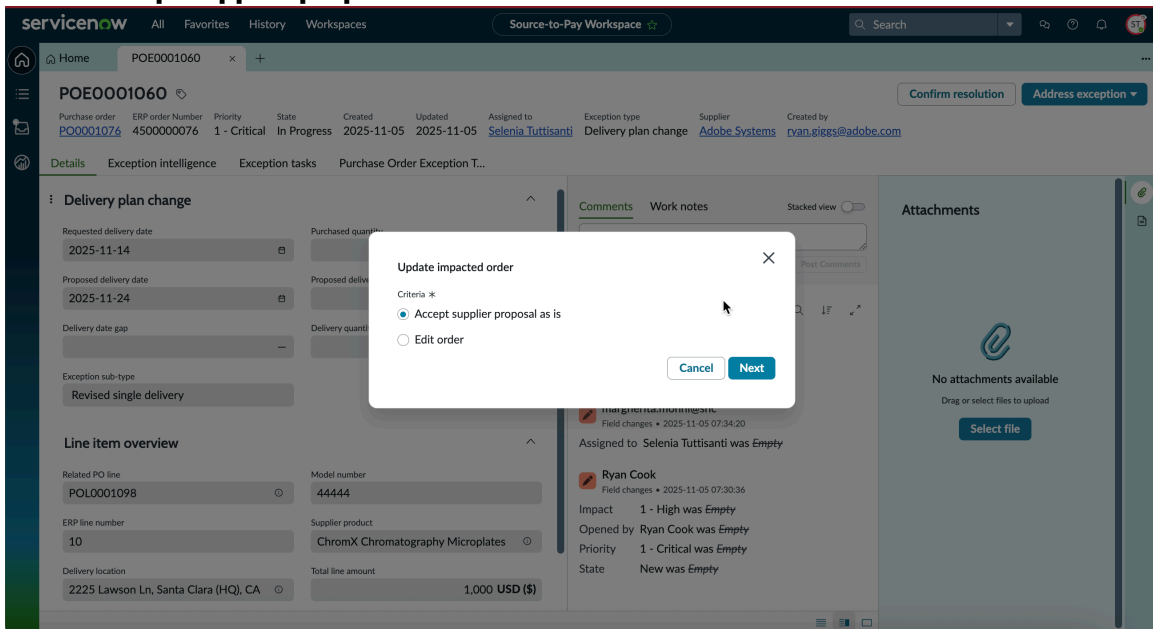 servicenow All Favorites History Workspaces Source-to-Pay Workspace Search ST
Home POE0001060
POE0001060 Confirm resolution Address exception
Purchase order ERP order Number Priority State Created Updated Assigned to Exception type Supplier Created by
PO0001076 4500000076 1 - Critical In Progress 2025-11-05 2025-11-05 Selenia Tuttisanti Delivery plan change Adobe Systems ryan.giggs@adobe.com
Details Exception intelligence Exception tasks Purchase Order Exception T...
Delivery plan change
Requested delivery date Purchased quantity
2025-11-14
Proposed delivery date
2025-11-24
Delivery date gap
—
Exception sub-type
Revised single delivery
Line item overview
Related PO line Model number
POL0001098 44444
ERP line number Supplier product
10 ChromX Chromatography Microplates
Delivery location Total line amount
2225 Lawson Ln, Santa Clara (HQ), CA 1,000 USD ($)
Update impacted order
Criteria *
Accept supplier proposal as is
Edit order
Cancel Next
Comments Work notes Stacked view
Post Comments
Field changes • 2025-11-05 07:34:20
Assigned to Selenia Tuttisanti was Empty
Ryan Cook
Field changes • 2025-11-05 07:30:36
Impact 1 - High was Empty
Opened by Ryan Cook was Empty
Priority 1 - Critical was Empty
State New was Empty
Attachments
No attachments available
Drag or select files to upload
Select file